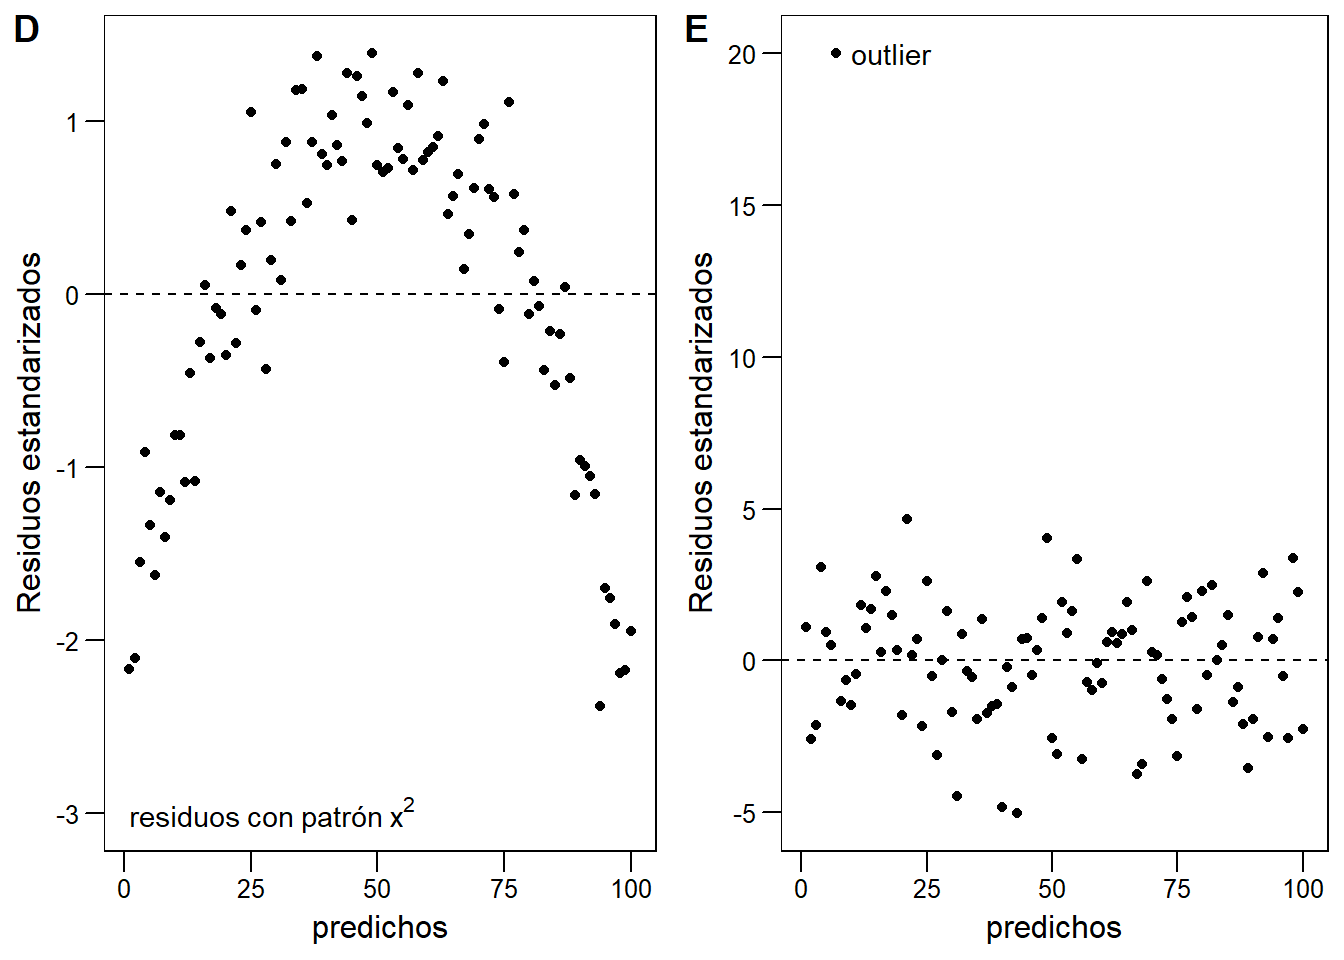 D
Residuos estandarizados
1
0
-1
-2
-3
residuos con patrón x²
0 25 50 75 100
predichos
E
Residuos estandarizados
20
15
10
5
0
-5
outlier
0 25 50 75 100
predichos